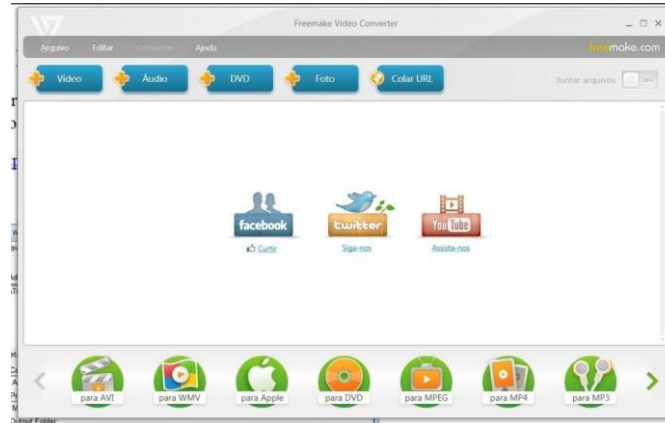 Freemake Video Converter
Arquivo Editar Converter Ajuda
freemake.com
Vídeo Áudio DVD Foto Colar URL
Juntar arquivos
facebook twitter You Tube
Curtir Siga-nos Assista-nos
para AVI para WMV para Apple para DVD para MPEG para MP4 para MP3
Output Folder